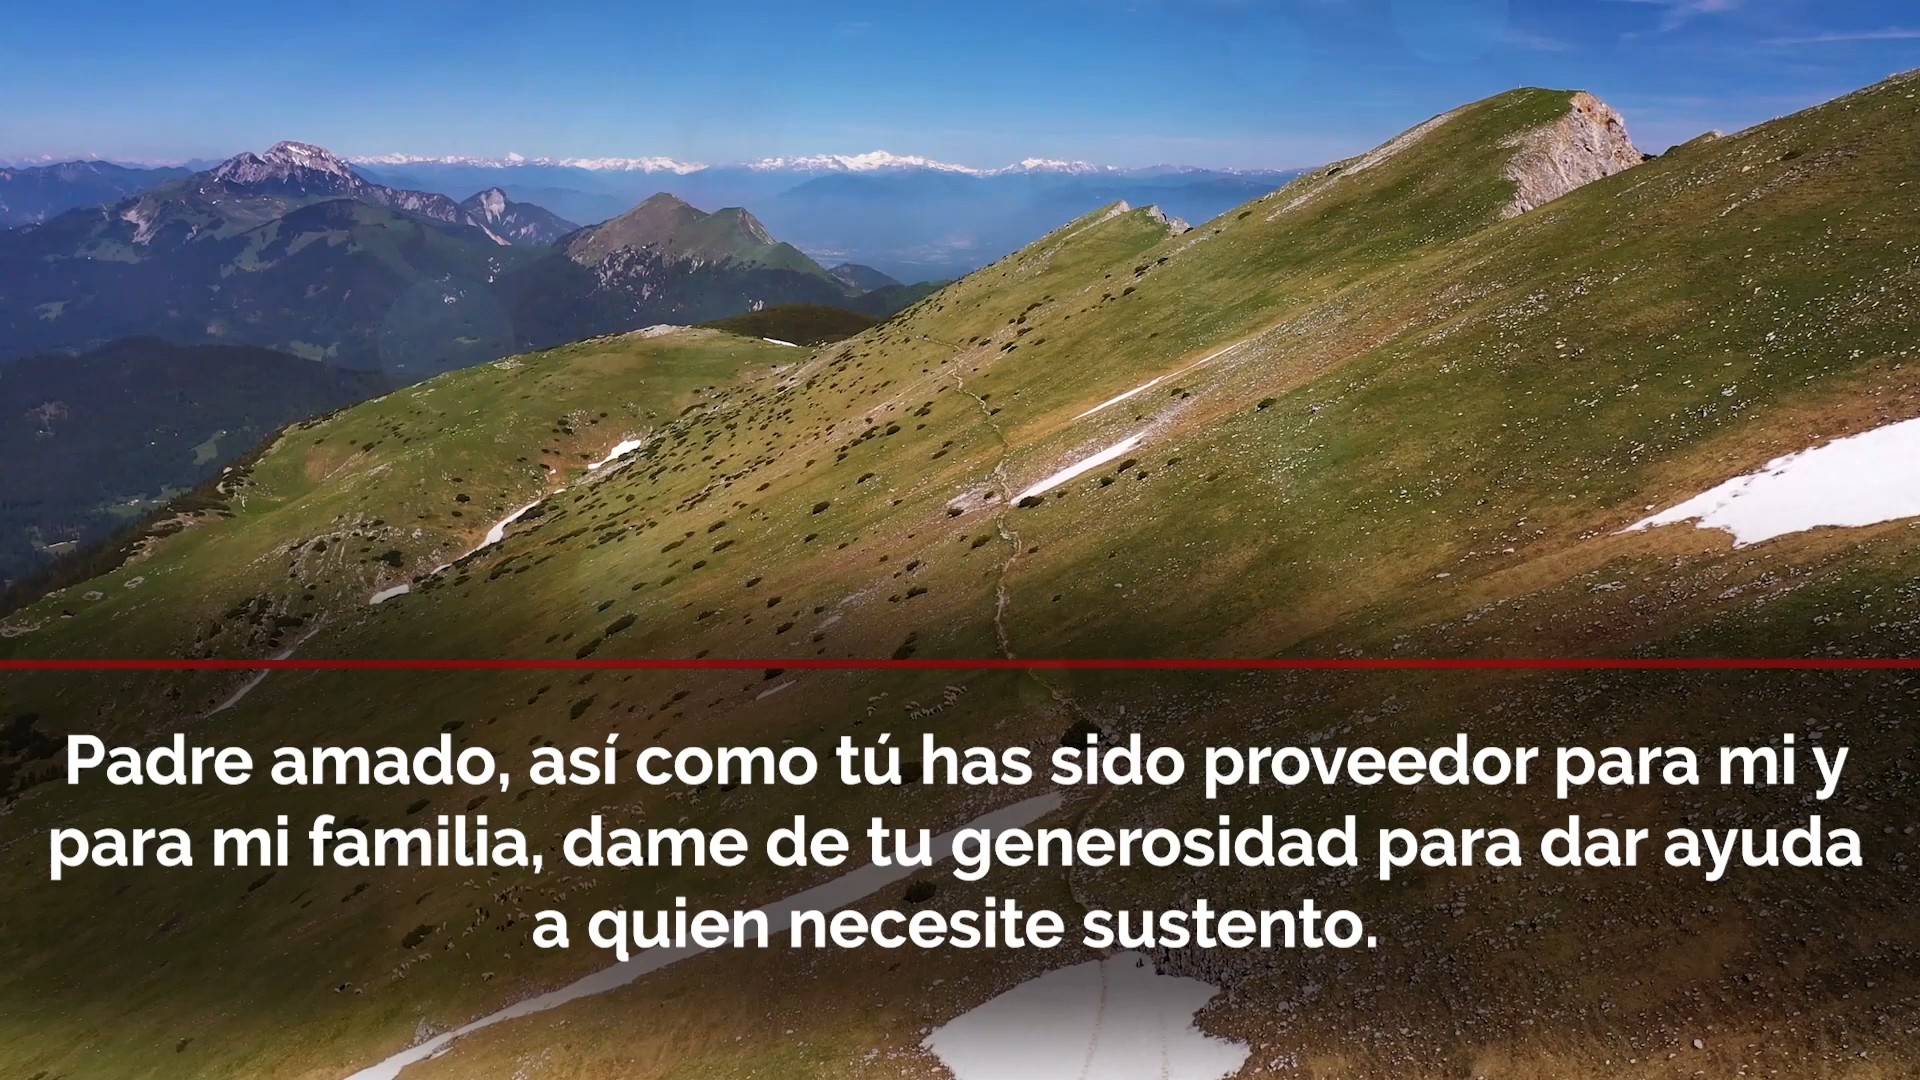 Padre amado, así como tú has sido proveedor para mi y
para mi familia, dame de tu generosidad para dar ayuda
a quien necesite sustento.